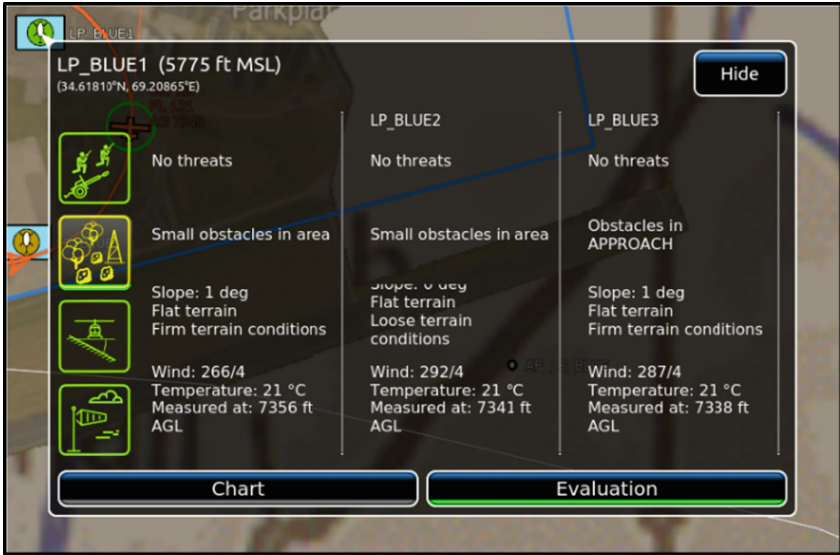 Parkplat
LP_BLUE1
LP_BLUE1 (5775 ft MSL)
(34.61810°N, 69.20865°E)
Hide
LP_BLUE2
LP_BLUE3
No threats
No threats
No threats
Small obstacles in area
Small obstacles in area
Obstacles in
APPROACH
Slope: 1 deg
Flat terrain
Firm terrain conditions
Slope: 0 deg
Flat terrain
Loose terrain
conditions
Slope: 1 deg
Flat terrain
Firm terrain conditions
Wind: 266/4
Temperature: 21 °C
Measured at: 7356 ft
AGL
Wind: 292/4
Temperature: 21 °C
Measured at: 7341 ft
AGL
Wind: 287/4
Temperature: 21 °C
Measured at: 7338 ft
AGL
Chart
Evaluation